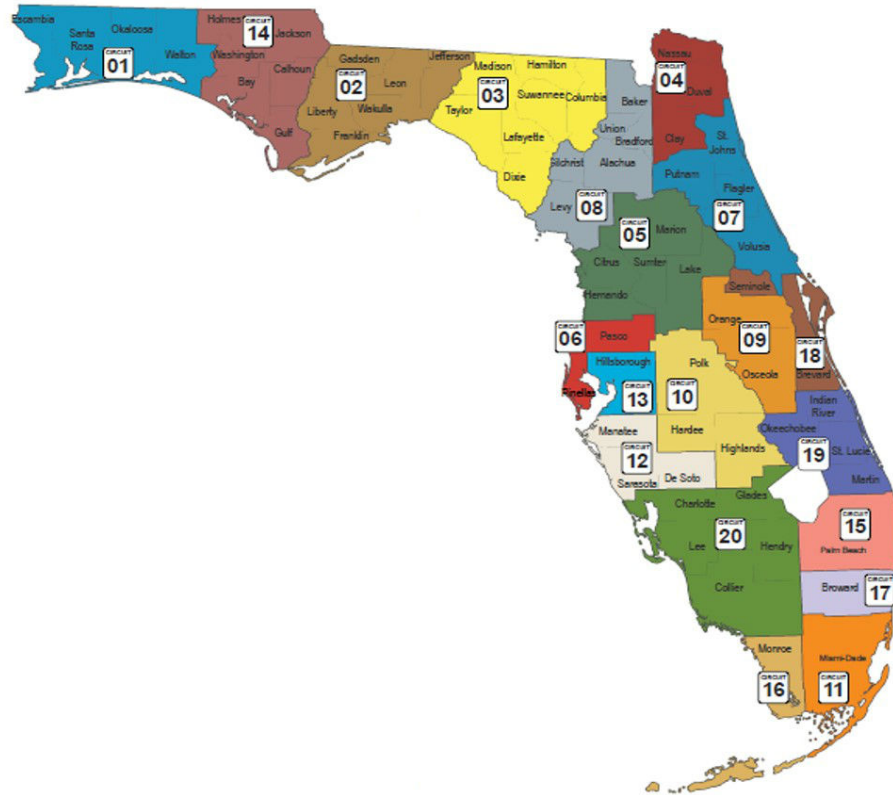 Escambia
Santa
Rosa
Okaloosa
Walton
CIRCUIT
01
Holmes
CIRCUIT
14
Jackson
Washington
Calhoun
Bay
Gulf
Gadsden
CIRCUIT
02
Jefferson
Leon
Liberty
Wakulla
Franklin
Madison
Hamilton
CIRCUIT
03
Taylor
Suwannee
Columbia
Lafayette
Dixie
Nassau
CIRCUIT
04
Duval
Clay
Baker
Union
Bradford
Gilchrist
Alachua
Levy
CIRCUIT
08
St.
Johns
Putnam
Flagler
CIRCUIT
07
Volusia
CIRCUIT
05
Marion
Citrus
Sumter
Lake
Hernando
Seminole
Orange
CIRCUIT
09
Osceola
CIRCUIT
18
Brevard
CIRCUIT
06
Pasco
Pinellas
Hillsborough
CIRCUIT
13
Polk
CIRCUIT
10
Hardee
Highlands
Indian
River
Okeechobee
St. Lucie
CIRCUIT
19
Martin
Manatee
CIRCUIT
12
Sarasota
De Soto
Charlotte
Glades
CIRCUIT
20
Lee
Hendry
Collier
CIRCUIT
15
Palm Beach
Broward
CIRCUIT
17
Monroe
CIRCUIT
16
Miami-Dade
CIRCUIT
11